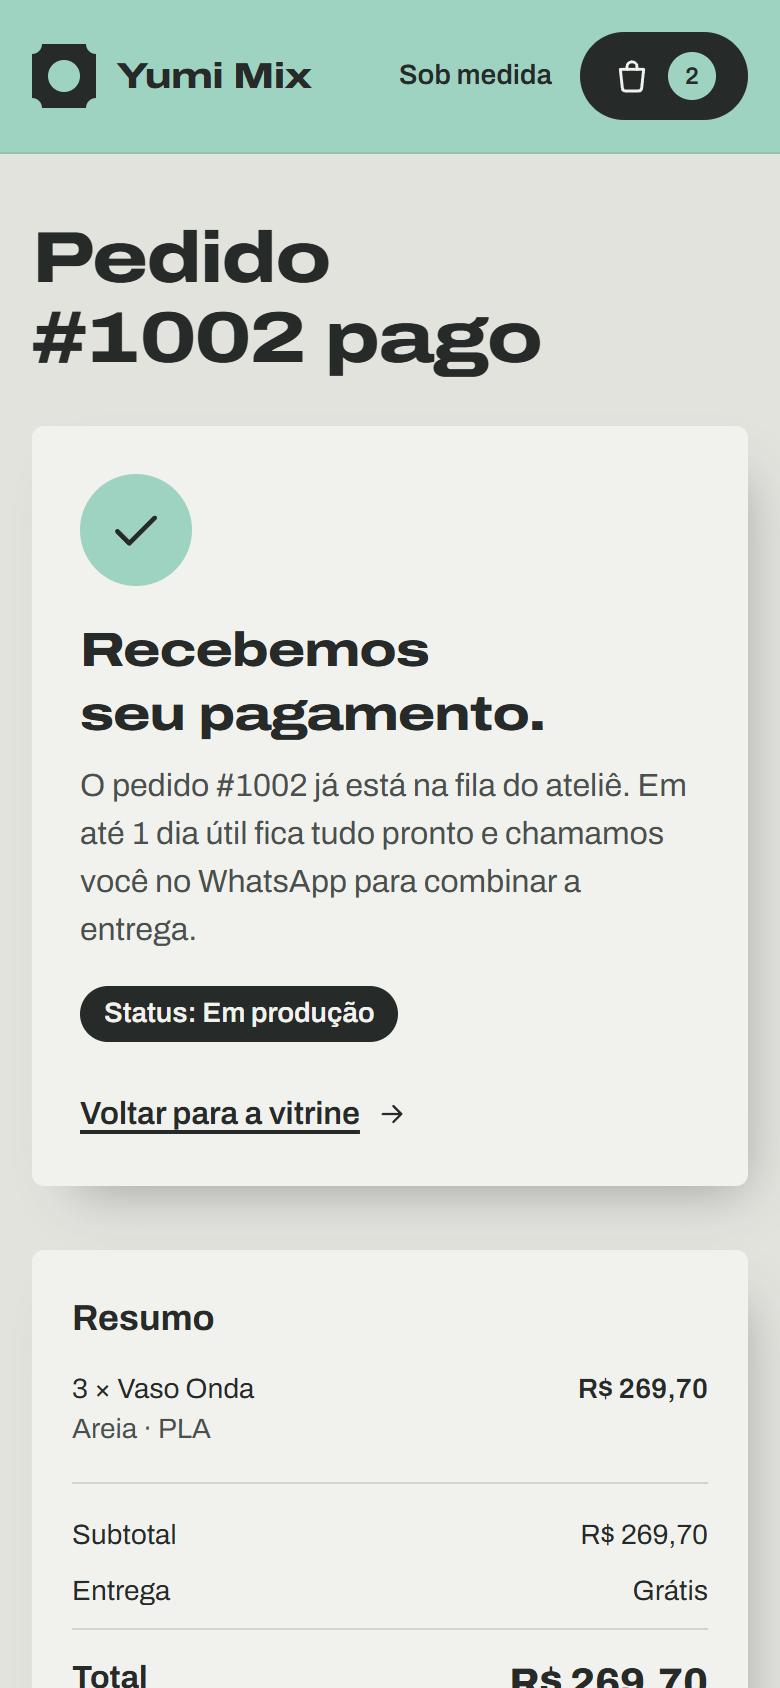 Yumi Mix
Sob medida
2
Pedido
#1002 pago
Recebemos
seu pagamento.
O pedido #1002 já está na fila do ateliê. Em
até 1 dia útil fica tudo pronto e chamamos
você no WhatsApp para combinar a
entrega.
Status: Em produção
Voltar para a vitrine →
Resumo
3 × Vaso Onda R$ 269,70
Areia · PLA
Subtotal R$ 269,70
Entrega Grátis
Total R$ 269,70